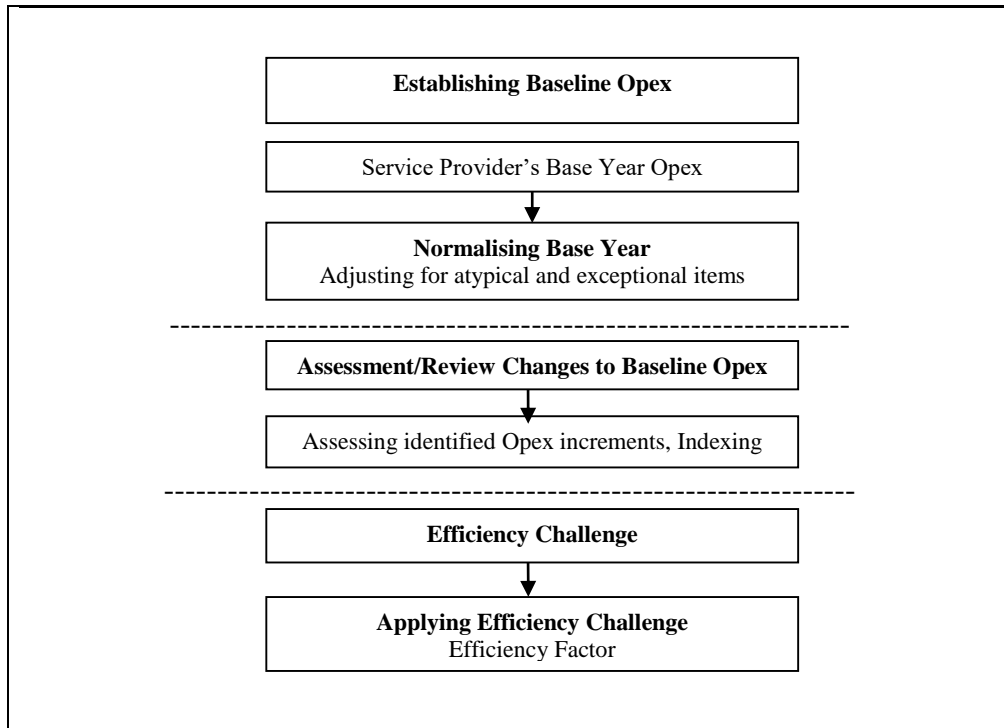 Establishing Baseline Opex
Service Provider’s Base Year Opex
Normalising Base Year
Adjusting for atypical and exceptional items
Assessment/Review Changes to Baseline Opex
Assessing identified Opex increments, Indexing
Efficiency Challenge
Applying Efficiency Challenge
Efficiency Factor